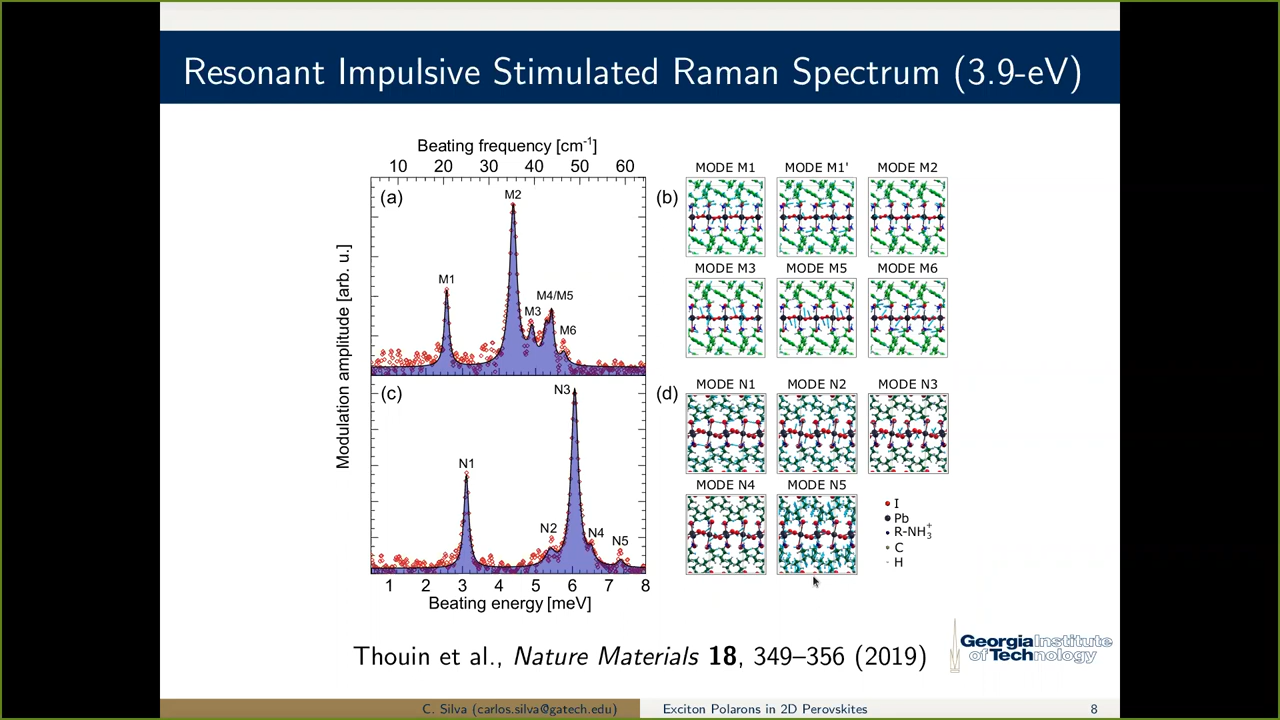 Resonant Impulsive Stimulated Raman Spectrum (3.9-eV)
Beating frequency [cm⁻¹]
10 20 30 40 50 60
(a)
M1
M2
M3
M4/M5
M6
Modulation amplitude [arb. u.]
(c)
N1
N2
N3
N4
N5
1 2 3 4 5 6 7 8
Beating energy [meV]
(b)
MODE M1 MODE M1' MODE M2
MODE M3 MODE M5 MODE M6
(d)
MODE N1 MODE N2 MODE N3
MODE N4 MODE N5
I
Pb
R-NH₃⁺
C
H
Thouin et al., Nature Materials 18, 349–356 (2019)
Georgia Institute
of Technology
C. Silva (carlos.silva@gatech.edu) Exciton Polarons in 2D Perovskites 8